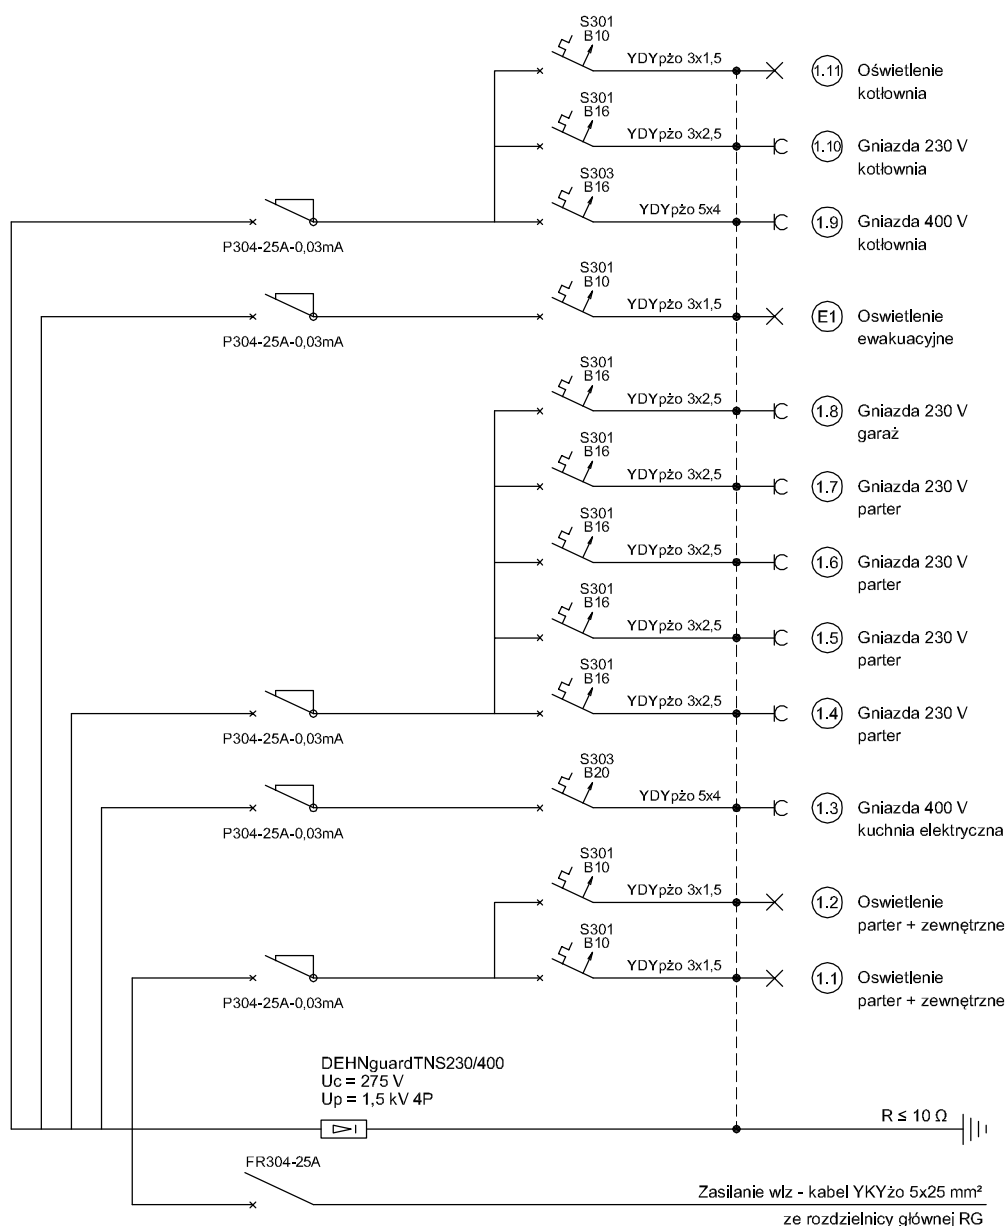 S301
B10
YDYpżo 3x1,5
1.11 Oświetlenie
kotłownia
S301
B16
YDYpżo 3x2,5
1.10 Gniazda 230 V
kotłownia
S303
B16
YDYpżo 5x4
1.9 Gniazda 400 V
kotłownia
P304-25A-0,03mA
S301
B10
YDYpżo 3x1,5
E1 Oswietlenie
ewakuacyjne
P304-25A-0,03mA
S301
B16
YDYpżo 3x2,5
1.8 Gniazda 230 V
garaż
S301
B16
YDYpżo 3x2,5
1.7 Gniazda 230 V
parter
S301
B16
YDYpżo 3x2,5
1.6 Gniazda 230 V
parter
S301
B16
YDYpżo 3x2,5
1.5 Gniazda 230 V
parter
S301
B16
YDYpżo 3x2,5
1.4 Gniazda 230 V
parter
P304-25A-0,03mA
S303
B20
YDYpżo 5x4
1.3 Gniazda 400 V
kuchnia elektryczna
P304-25A-0,03mA
S301
B10
YDYpżo 3x1,5
1.2 Oswietlenie
parter + zewnętrzne
S301
B10
YDYpżo 3x1,5
1.1 Oswietlenie
parter + zewnętrzne
P304-25A-0,03mA
DEHNguardTNS230/400
Uc = 275 V
Up = 1,5 kV 4P
R ≤ 10 Ω
FR304-25A
Zasilanie wlz - kabel YKYżo 5x25 mm²
ze rozdzielnicy głównej RG